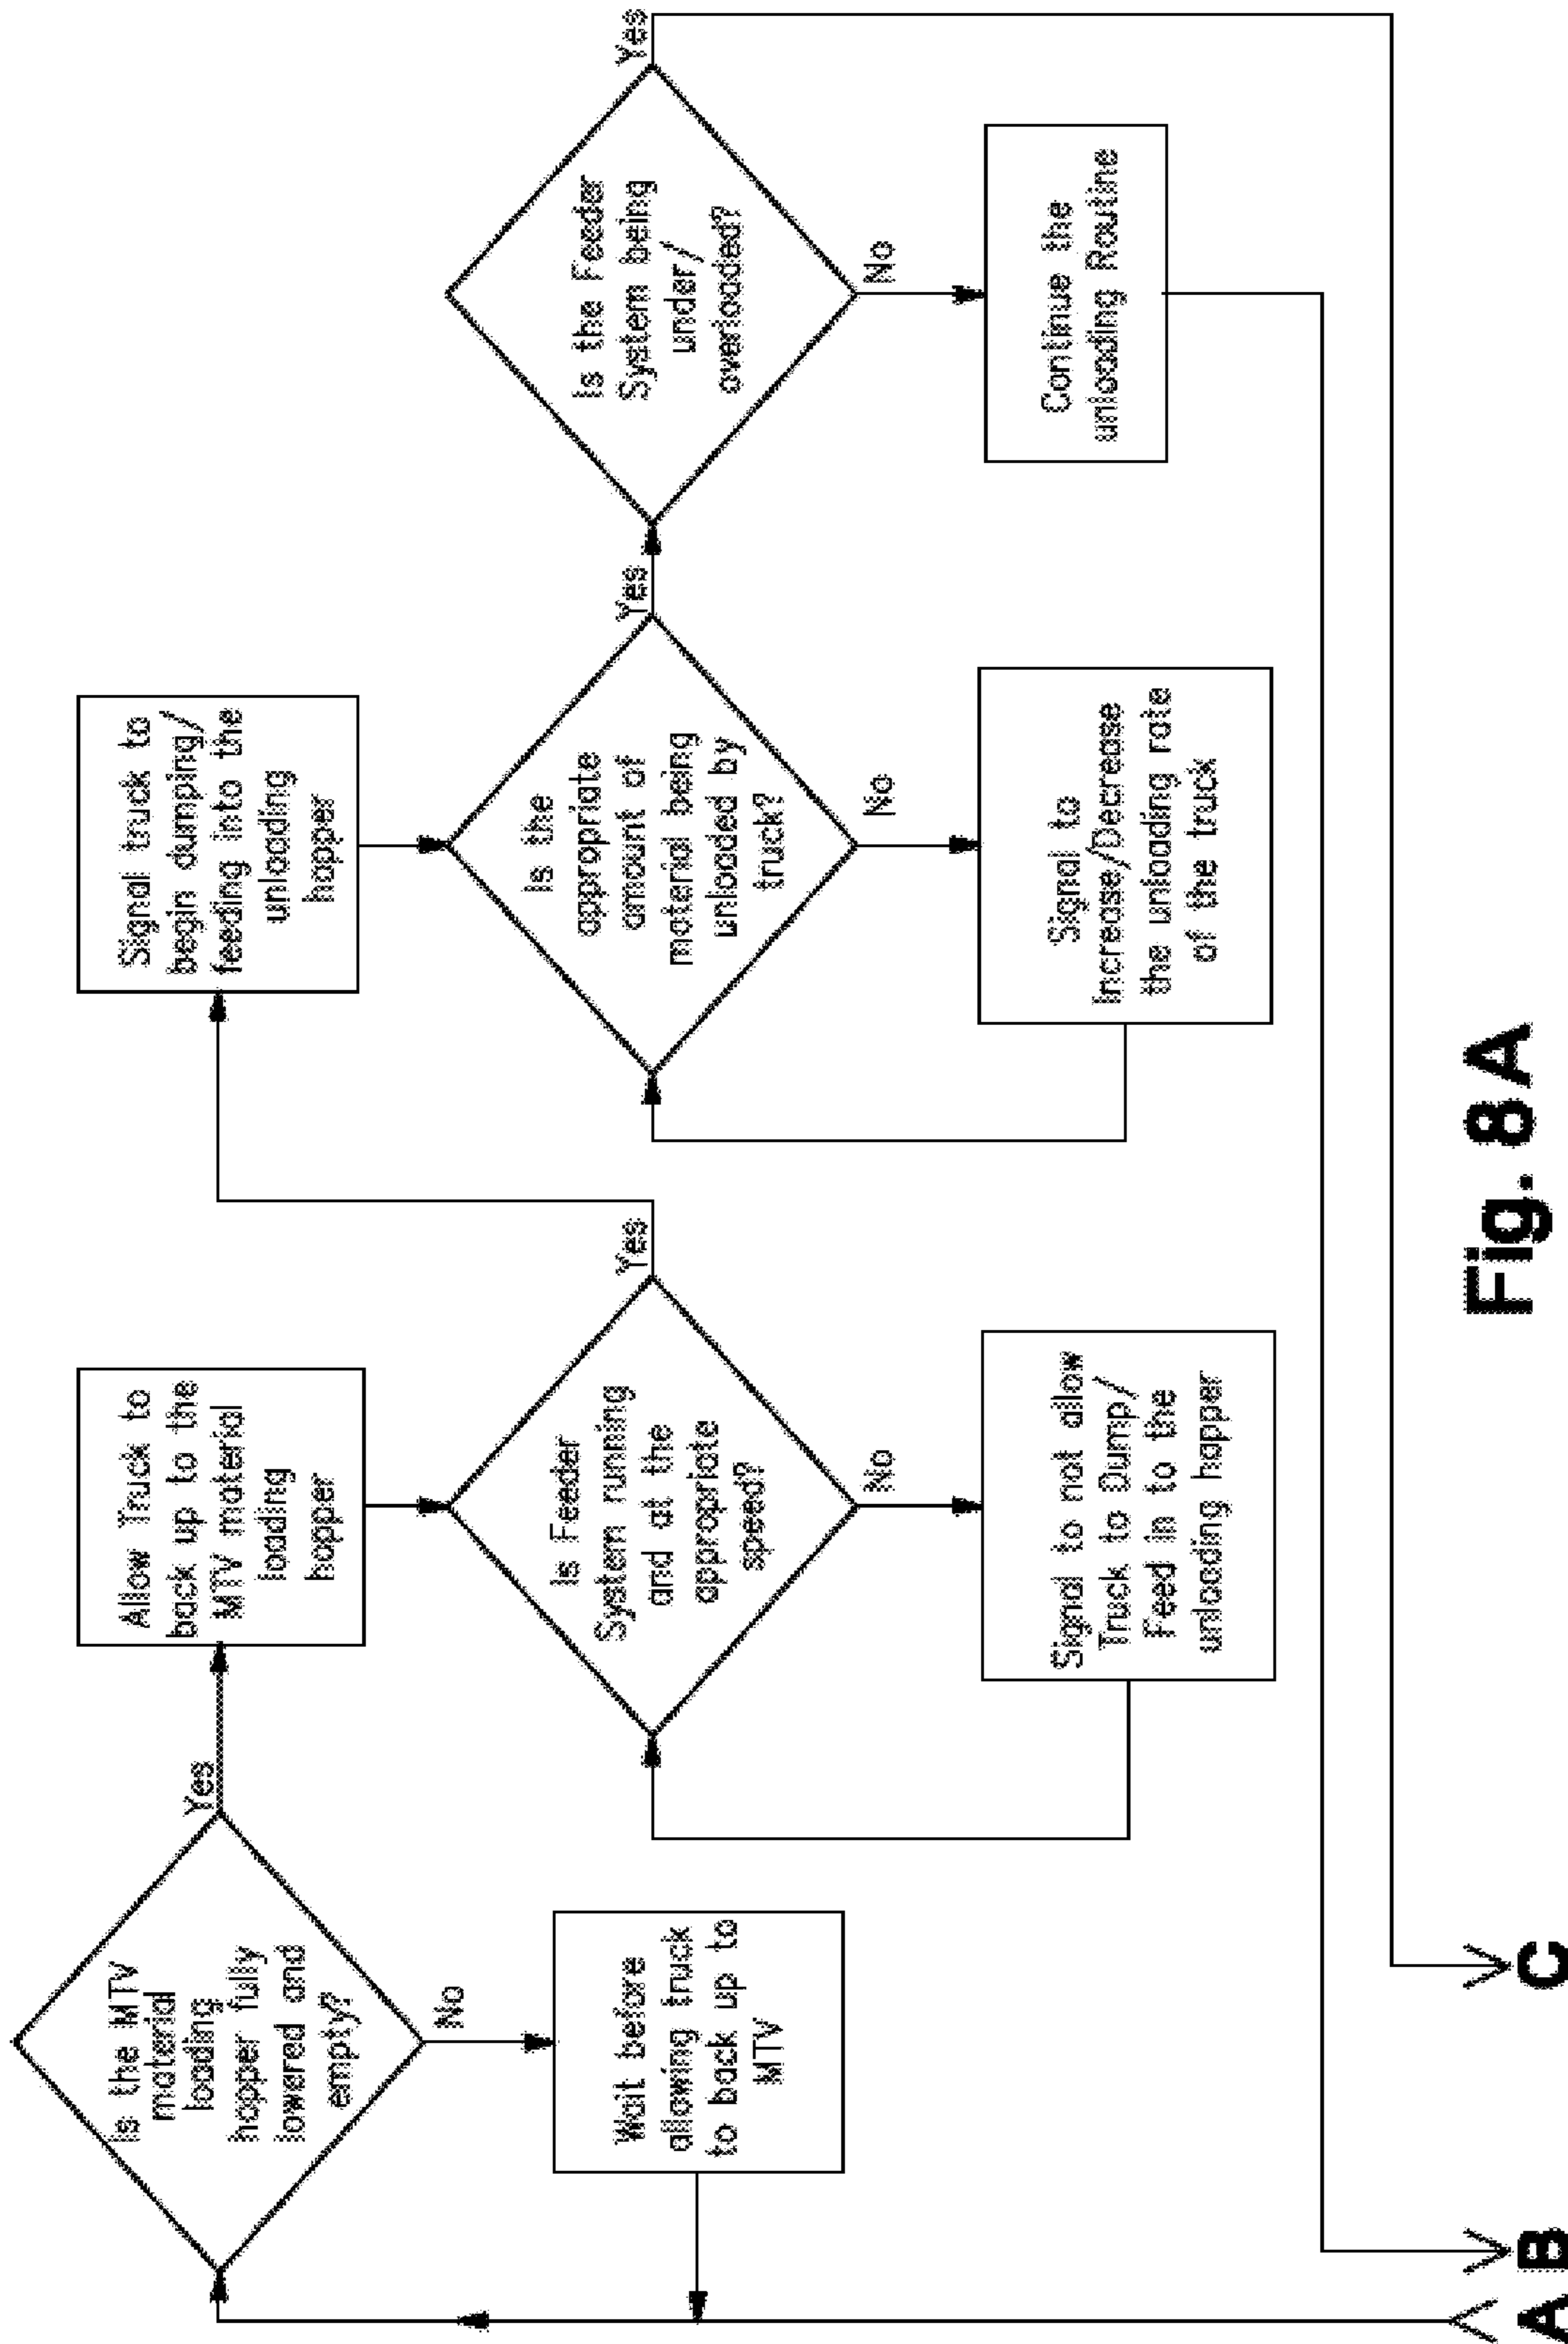 Is the MTV
material
loading
hopper fully
lowered and
empty?
Yes
No
Wait before
allowing truck
to back up to
MTV
Allow Truck to
back up to the
MTV material
loading
hopper
Is Feeder
System running
and at the
appropriate
speed?
Yes
No
Signal to not allow
Truck to Dump/
Feed in to the
unloading hopper
Signal truck to
begin dumping/
feeding into the
unloading
hopper
Is the
appropriate
amount of
material being
unloaded by
truck?
Yes
No
Signal to
Increase/Decrease
the unloading rate
of the truck
Is the Feeder
System being
under/
overloaded?
Yes
No
Continue the
unloading Routine
A
B
C
Fig. 8A